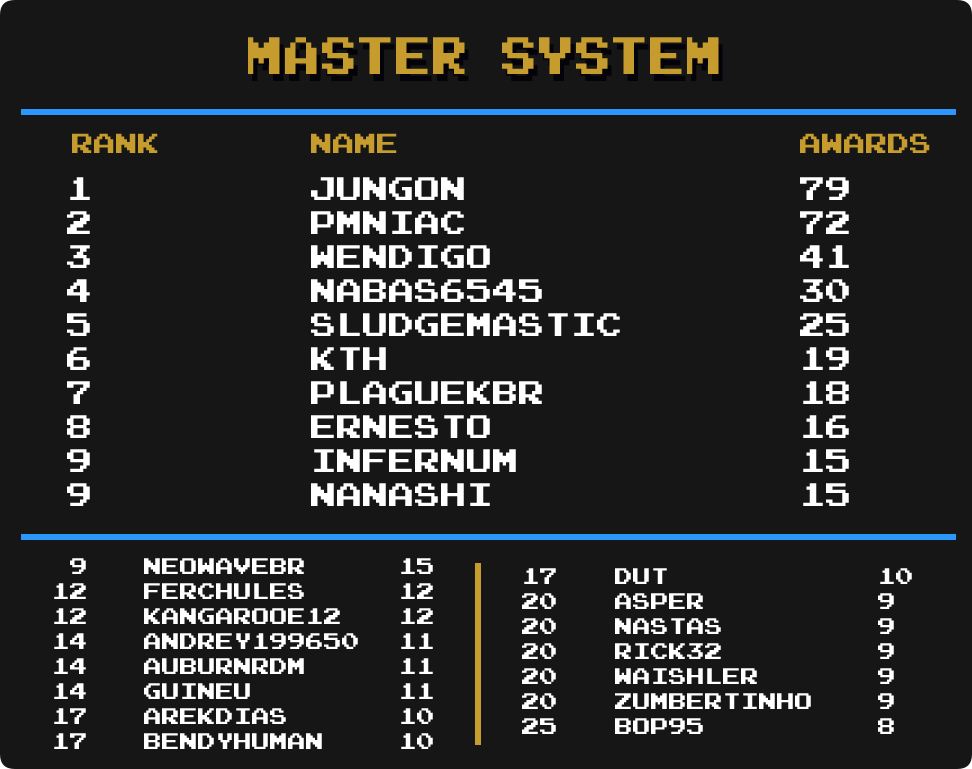 MASTER SYSTEM
RANK NAME AWARDS
1 JUNGON 79
2 PMNIAC 72
3 WENDIGO 41
4 NABAS6545 30
5 SLUDGEMASTIC 25
6 KTH 19
7 PLAGUEKBR 18
8 ERNESTO 16
9 INFERNUM 15
9 NANASHI 15
9 NEOWAVEBR 15
12 FERCHULES 12
12 KANGAROOE12 12
14 ANDREY199650 11
14 AUBURNRDM 11
14 GUINEU 11
17 AREKDIAS 10
17 BENDYHUMAN 10
17 DUT 10
20 ASPER 9
20 NASTAS 9
20 RICK32 9
20 WAISHLER 9
20 ZUMBERTINHO 9
25 BOP95 8